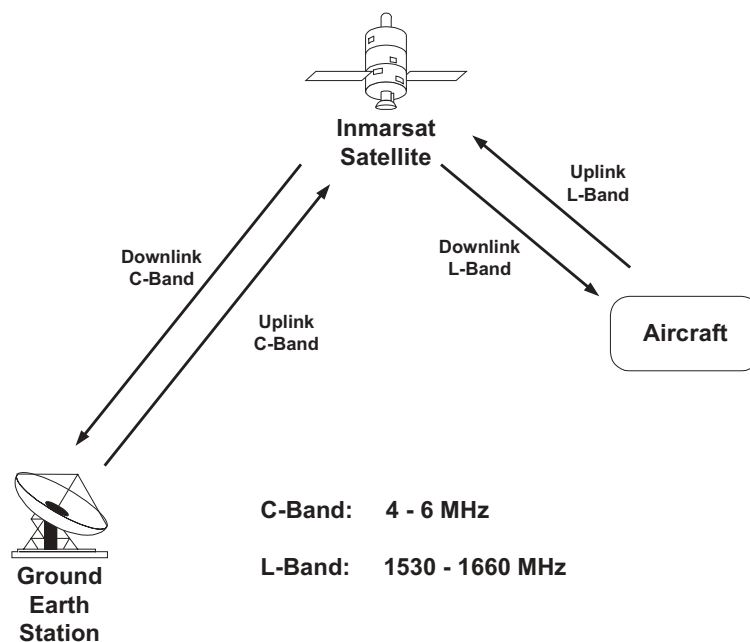 Inmarsat
Satellite
Uplink
L-Band
Downlink
C-Band
Downlink
L-Band
Uplink
C-Band
Aircraft
C-Band: 4 - 6 MHz
L-Band: 1530 - 1660 MHz
Ground
Earth
Station